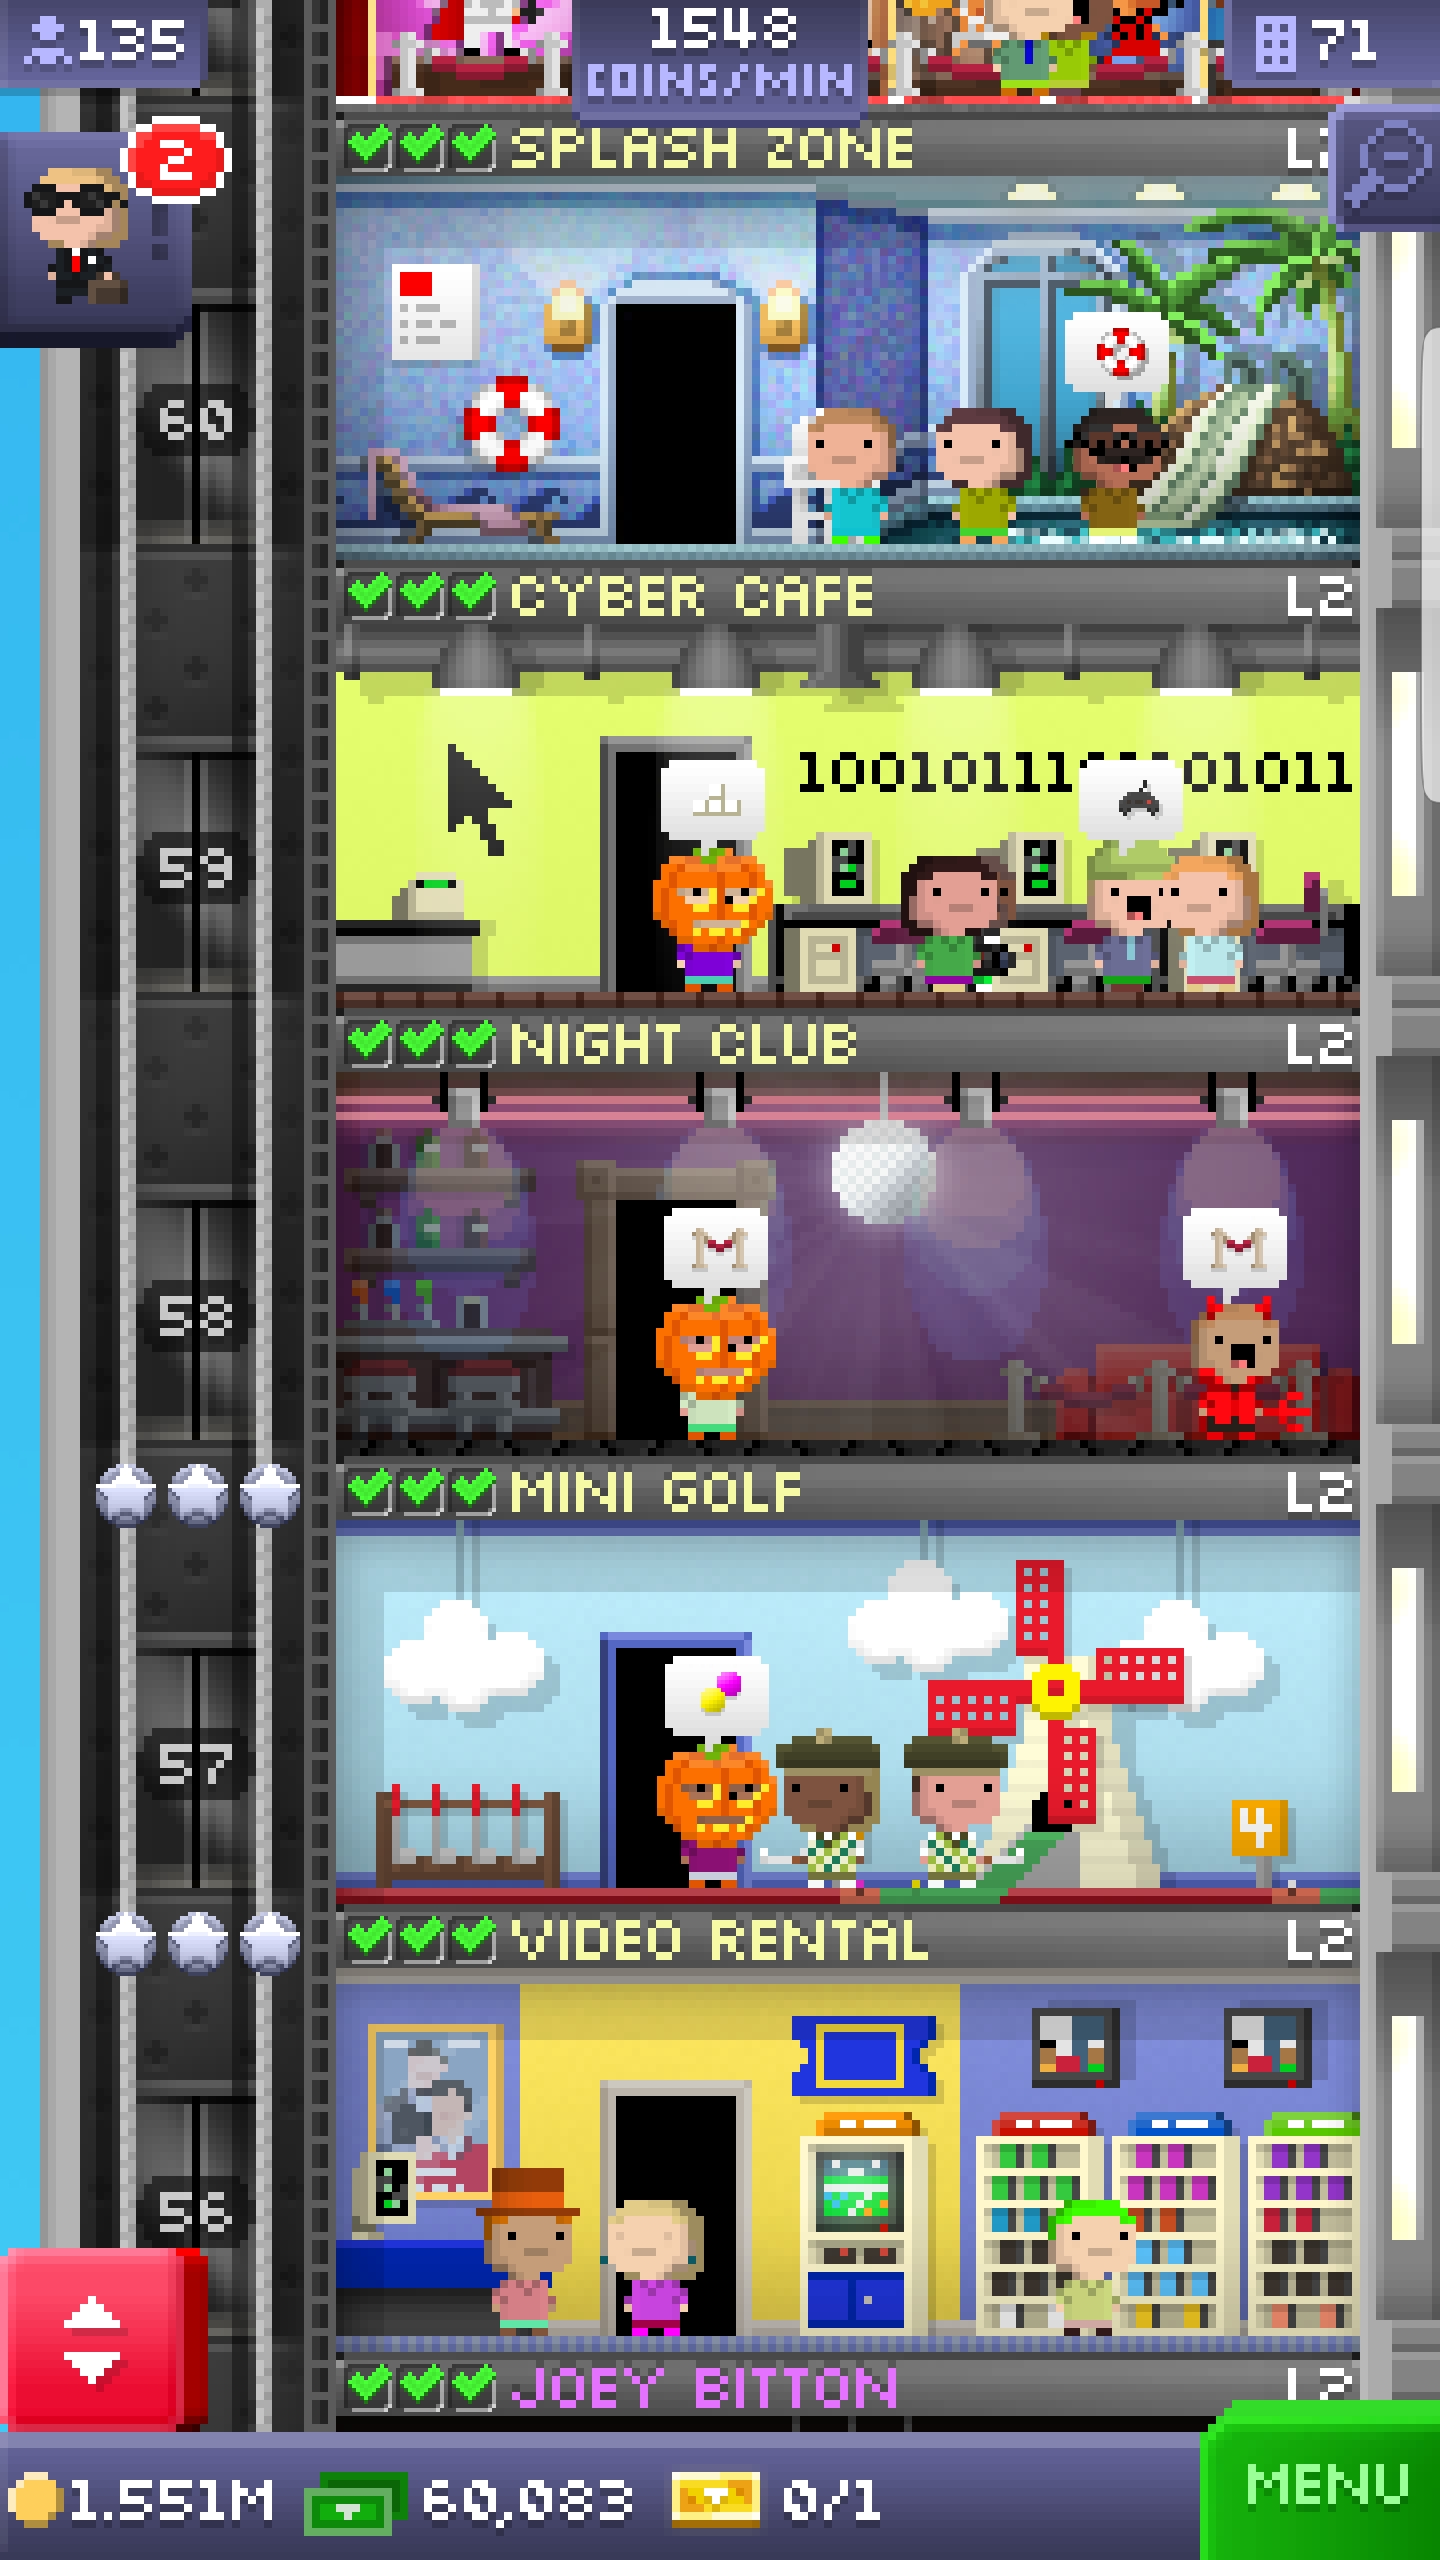 135
1548
COINS/MIN
71
2
SPLASH ZONE
60
CYBER CAFE L2
59
NIGHT CLUB L2
58
MINI GOLF L2
57
4
VIDEO RENTAL L2
56
JOEY BITTON L2
1.551M 60,083 0/1
MENU